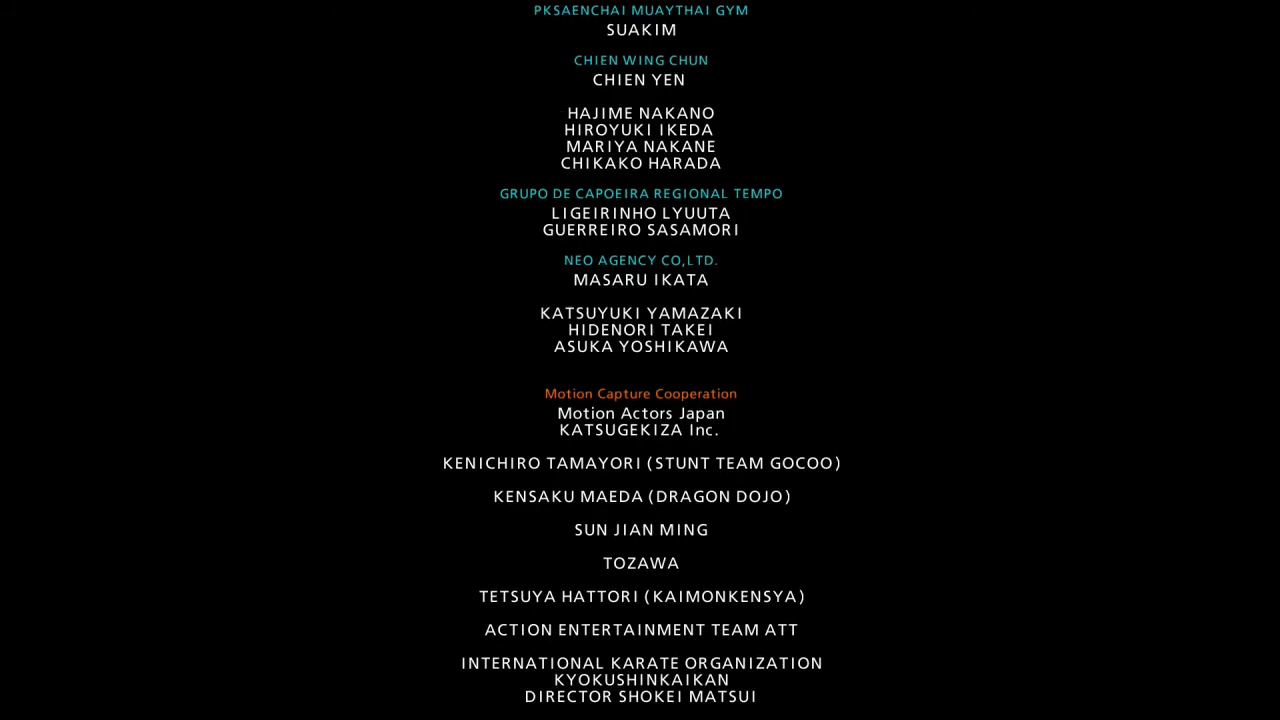 PKSAENCHAI MUAYTHAI GYM
SUAKIM
CHIEN WING CHUN
CHIEN YEN
HAJIME NAKANO
HIROYUKI IKEDA
MARIYA NAKANE
CHIKAKO HARADA
GRUPO DE CAPOEIRA REGIONAL TEMPO
LIGEIRINHO LYUUTA
GUERREIRO SASAMORI
NEO AGENCY CO,LTD.
MASARU IKATA
KATSUYUKI YAMAZAKI
HIDENORI TAKEI
ASUKA YOSHIKAWA
Motion Capture Cooperation
Motion Actors Japan
KATSUGEKIZA Inc.
KENICHIRO TAMAYORI (STUNT TEAM GOCOO)
KENSAKU MAEDA (DRAGON DOJO)
SUN JIAN MING
TOZAWA
TETSUYA HATTORI (KAIMONKENSYA)
ACTION ENTERTAINMENT TEAM ATT
INTERNATIONAL KARATE ORGANIZATION
KYOKUSHINKAIKAN
DIRECTOR SHOKEI MATSUI